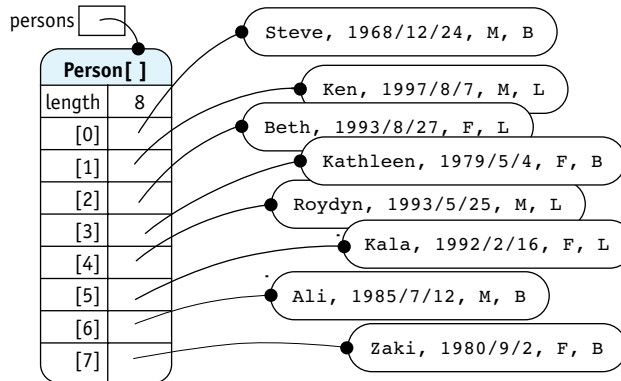 persons
Person[ ]
length 8
[0]
[1]
[2]
[3]
[4]
[5]
[6]
[7]
Steve, 1968/12/24, M, B
Ken, 1997/8/7, M, L
Beth, 1993/8/27, F, L
Kathleen, 1979/5/4, F, B
Roydyn, 1993/5/25, M, L
Kala, 1992/2/16, F, L
Ali, 1985/7/12, M, B
Zaki, 1980/9/2, F, B